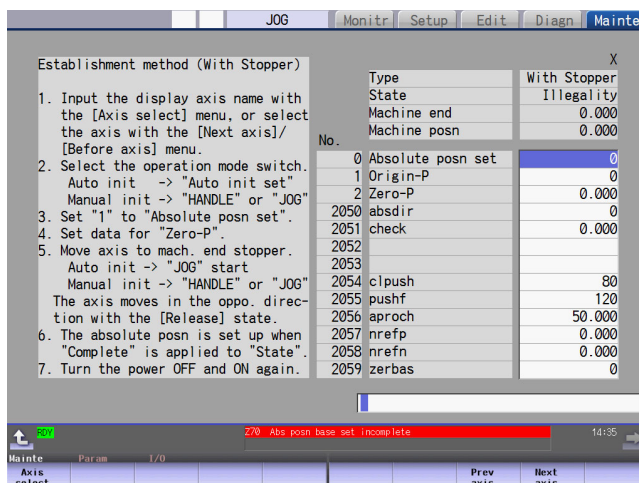 JOG Monitr Setup Edit Diagn Mainte
Establishment method (With Stopper)
1. Input the display axis name with
the [Axis select] menu, or select
the axis with the [Next axis]/
[Before axis] menu.
2. Select the operation mode switch.
Auto init -> "Auto init set"
Manual init -> "HANDLE" or "JOG"
3. Set "1" to "Absolute posn set".
4. Set data for "Zero-P".
5. Move axis to mach. end stopper.
Auto init -> "JOG" start
Manual init -> "HANDLE" or "JOG"
The axis moves in the oppo. direc-
tion with the [Release] state.
6. The absolute posn is set up when
"Complete" is applied to "State".
7. Turn the power OFF and ON again.
X
Type With Stopper
State Illegality
Machine end 0.000
Machine posn 0.000
No.
0 Absolute posn set 0
1 Origin-P 0
2 Zero-P 0.000
2050 absdir 0
2051 check 0.000
2052
2053
2054 clpush 80
2055 pushf 120
2056 aproch 50.000
2057 nrefp 0.000
2058 nrefn 0.000
2059 zerbas 0
RDY Z70 Abs posn base set incomplete 14:35
Mainte Param I/O
Axis select Prev axis Next axis